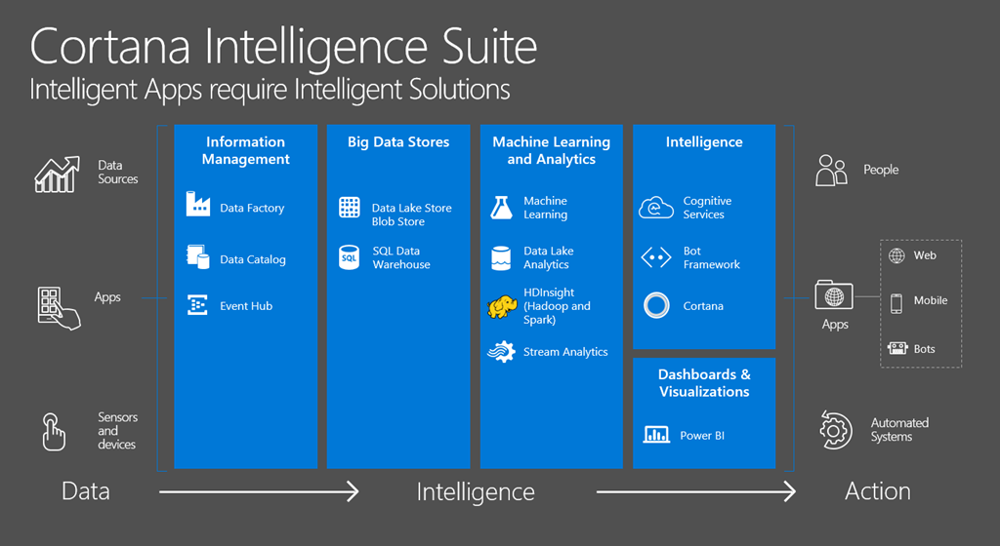 Cortana Intelligence Suite
Intelligent Apps require Intelligent Solutions
Data
Sources
Apps
Sensors
and
devices
Information
Management
Data Factory
Data Catalog
Event Hub
Big Data Stores
Data Lake Store
Blob Store
SQL
SQL Data
Warehouse
Machine Learning
and Analytics
Machine
Learning
Data Lake
Analytics
HDInsight
(Hadoop and
Spark)
Stream Analytics
Intelligence
Cognitive
Services
Bot
Framework
Cortana
Dashboards &
Visualizations
Power BI
People
Apps
Web
Mobile
Bots
Automated
Systems
Data
Intelligence
Action